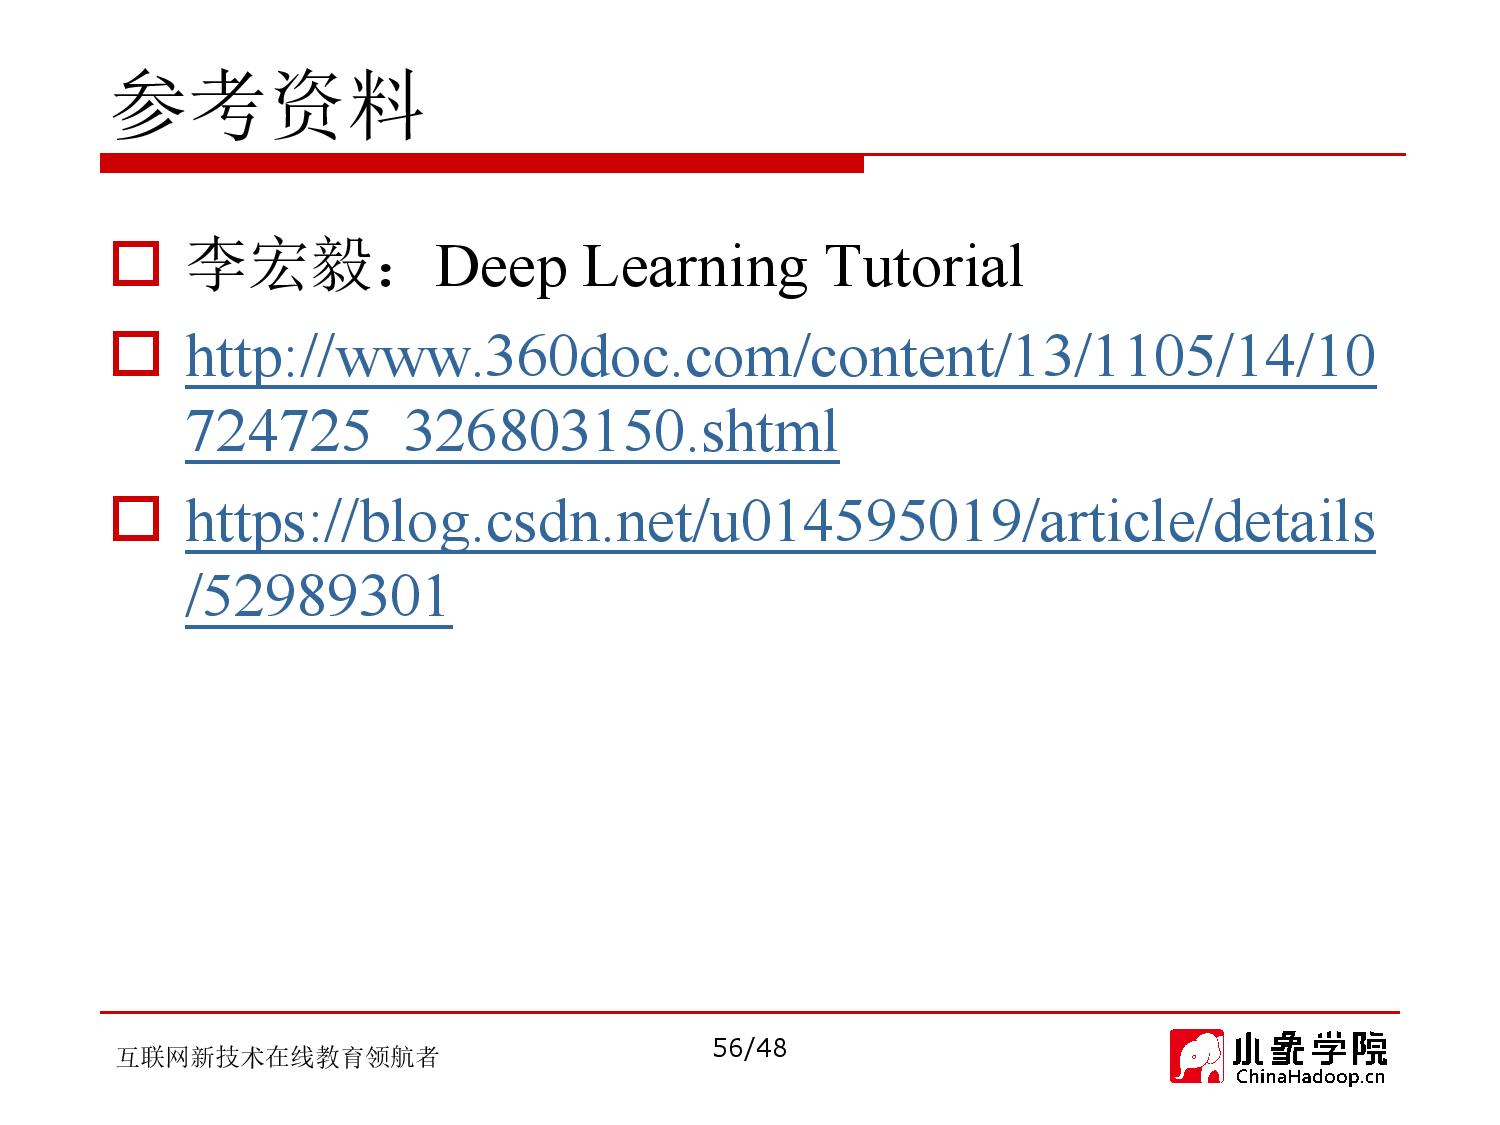 参考资料
李宏毅：Deep Learning Tutorial
http://www.360doc.com/content/13/1105/14/10
724725_326803150.shtml
https://blog.csdn.net/u014595019/article/details
/52989301
互联网新技术在线教育领航者
56/48
小象学院
ChinaHadoop.cn